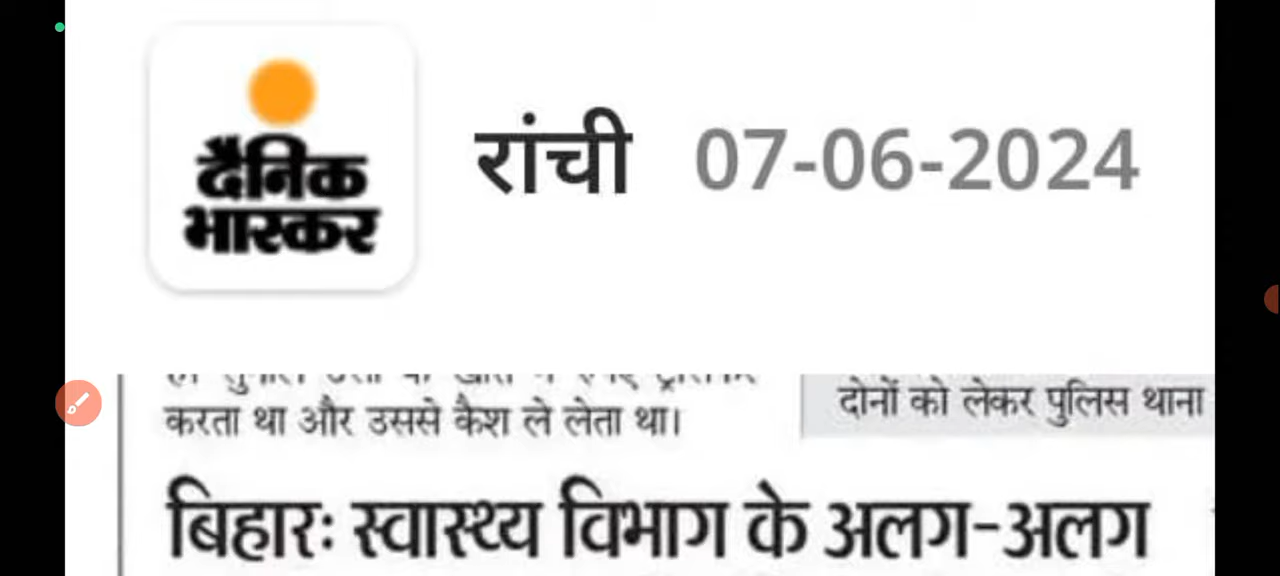 दैनिक
भास्कर
रांची 07-06-2024
करता था और उससे कैश ले लेता था।
दोनों को लेकर पुलिस थाना
बिहारः स्वास्थ्य विभाग के अलग-अलग